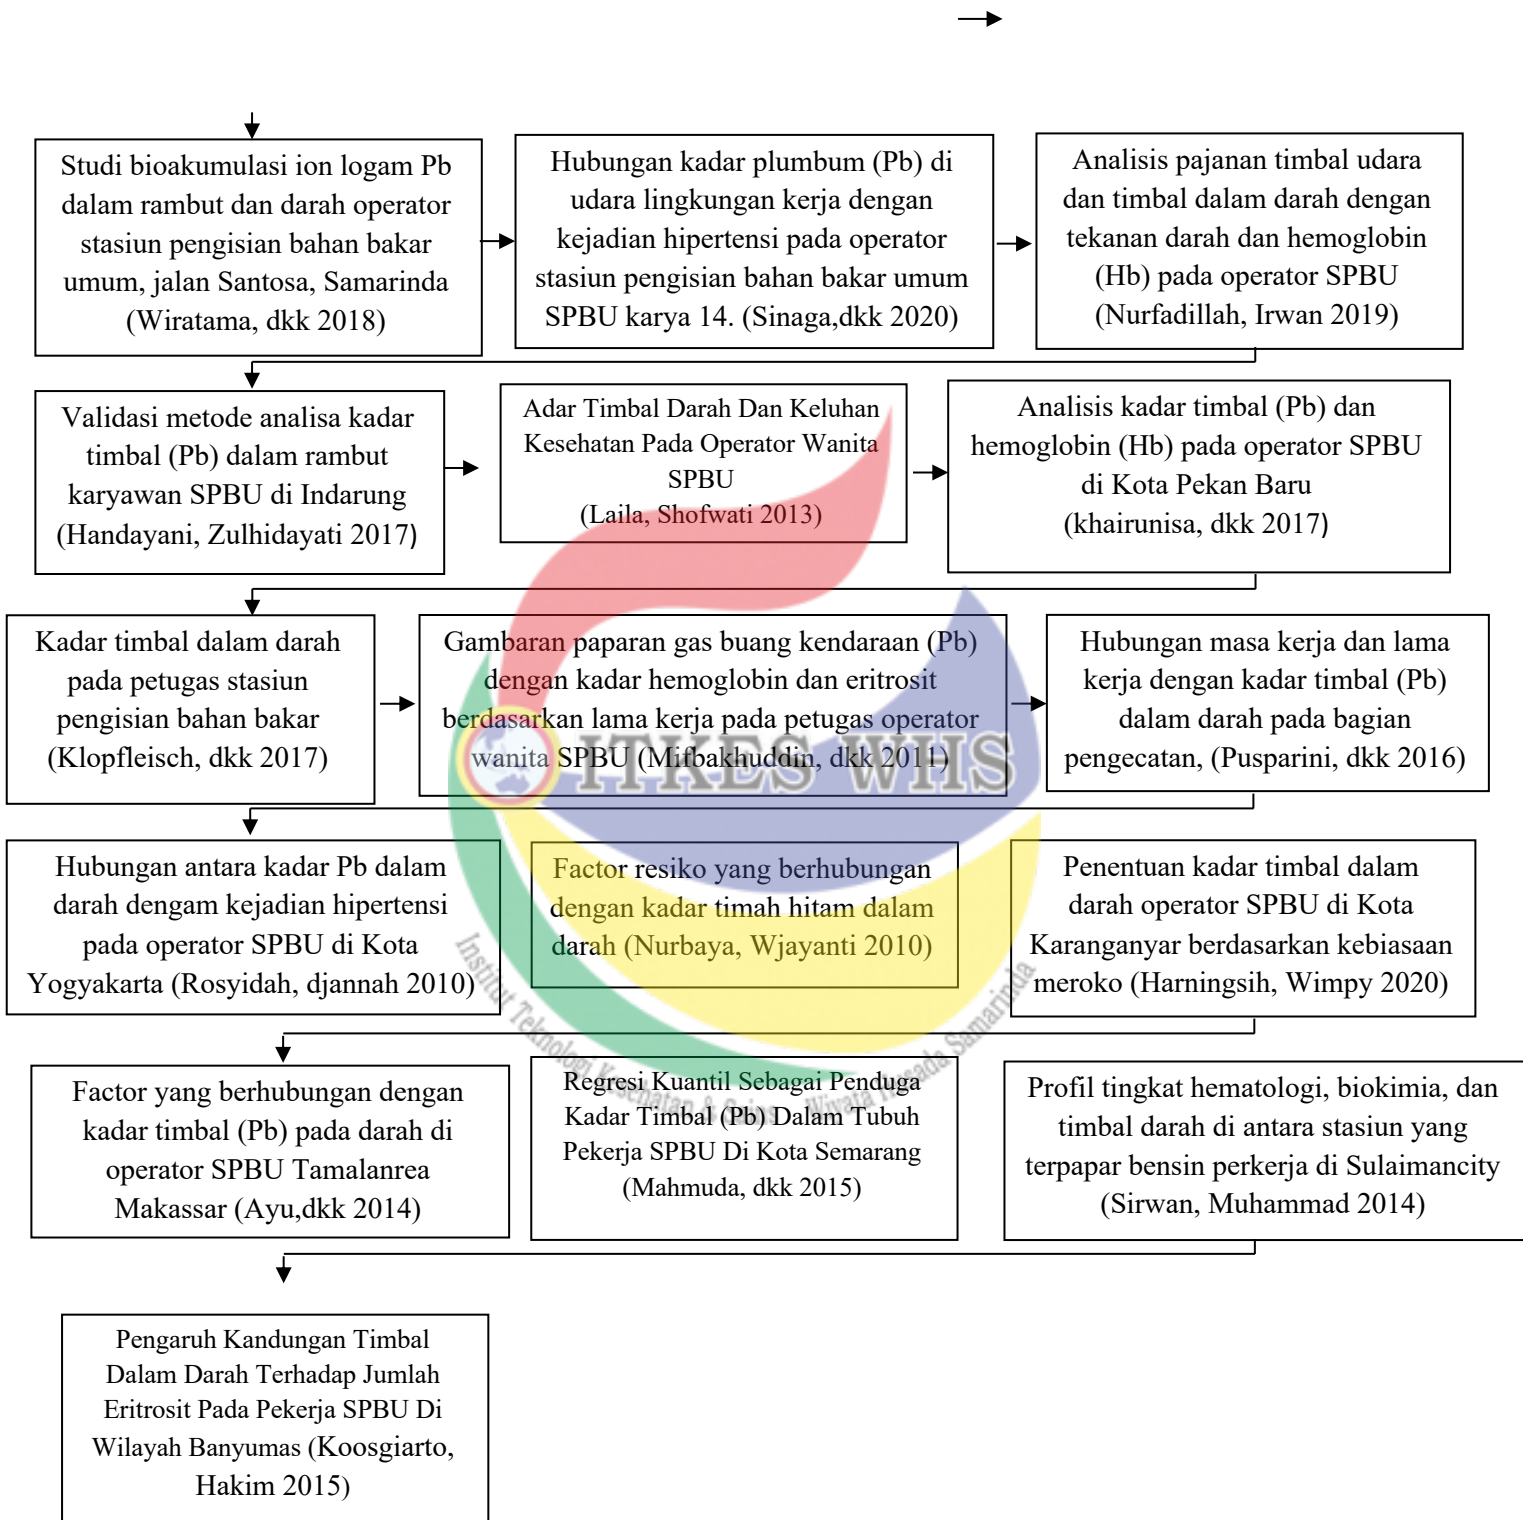 Studi bioakumulasi ion logam Pb
dalam rambut dan darah operator
stasiun pengisian bahan bakar
umum, jalan Santosa, Samarinda
(Wiratama, dkk 2018)
Hubungan kadar plumbum (Pb) di
udara lingkungan kerja dengan
kejadian hipertensi pada operator
stasiun pengisian bahan bakar umum
SPBU karya 14. (Sinaga,dkk 2020)
Analisis pajanan timbal udara
dan timbal dalam darah dengan
tekanan darah dan hemoglobin
(Hb) pada operator SPBU
(Nurfadillah, Irwan 2019)
Validasi metode analisa kadar
timbal (Pb) dalam rambut
karyawan SPBU di Indarung
(Handayani, Zulhidayati 2017)
Adar Timbal Darah Dan Keluhan
Kesehatan Pada Operator Wanita
SPBU
(Laila, Shofwati 2013)
Analisis kadar timbal (Pb) dan
hemoglobin (Hb) pada operator SPBU
di Kota Pekan Baru
(khairunisa, dkk 2017)
Kadar timbal dalam darah
pada petugas stasiun
pengisian bahan bakar
(Klopfleisch, dkk 2017)
Gambaran paparan gas buang kendaraan (Pb)
dengan kadar hemoglobin dan eritrosit
berdasarkan lama kerja pada petugas operator
wanita SPBU (Mifbakhuddin, dkk 2011)
Hubungan masa kerja dan lama
kerja dengan kadar timbal (Pb)
dalam darah pada bagian
pengecatan, (Pusparini, dkk 2016)
ITKES WHS
Hubungan antara kadar Pb dalam
darah dengam kejadian hipertensi
pada operator SPBU di Kota
Yogyakarta (Rosyidah, djannah 2010)
Factor resiko yang berhubungan
dengan kadar timah hitam dalam
darah (Nurbaya, Wjayanti 2010)
Penentuan kadar timbal dalam
darah operator SPBU di Kota
Karanganyar berdasarkan kebiasaan
meroko (Harningsih, Wimpy 2020)
Institut Teknologi Kesehatan & Sains Wiyata Husada Samarinda
Factor yang berhubungan dengan
kadar timbal (Pb) pada darah di
operator SPBU Tamalanrea
Makassar (Ayu,dkk 2014)
Regresi Kuantil Sebagai Penduga
Kadar Timbal (Pb) Dalam Tubuh
Pekerja SPBU Di Kota Semarang
(Mahmuda, dkk 2015)
Profil tingkat hematologi, biokimia, dan
timbal darah di antara stasiun yang
terpapar bensin perkerja di Sulaimancity
(Sirwan, Muhammad 2014)
Pengaruh Kandungan Timbal
Dalam Darah Terhadap Jumlah
Eritrosit Pada Pekerja SPBU Di
Wilayah Banyumas (Koosgiarto,
Hakim 2015)